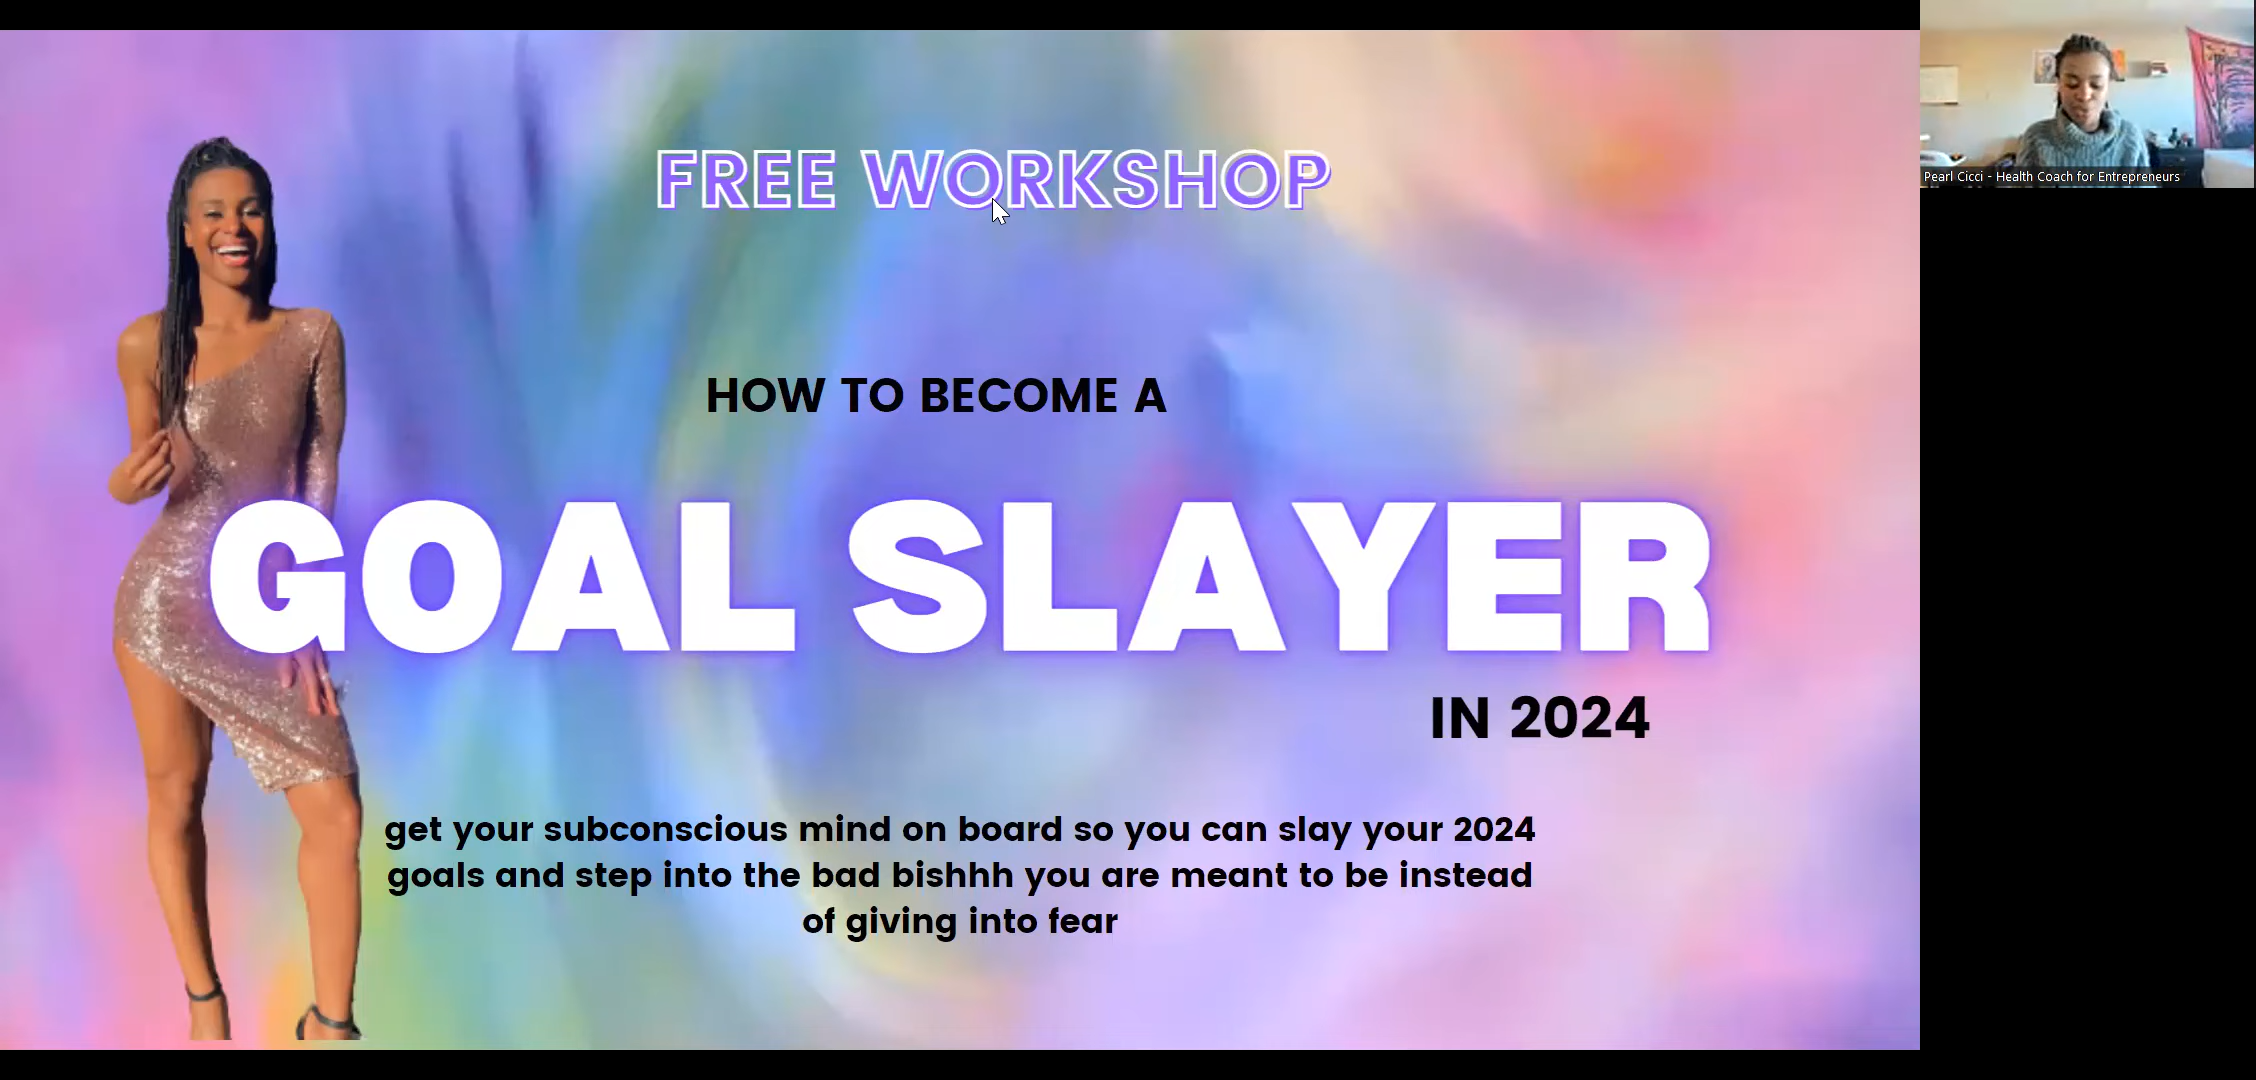 FREE WORKSHOP
HOW TO BECOME A
GOAL SLAYER
IN 2024
get your subconscious mind on board so you can slay your 2024
goals and step into the bad bishhh you are meant to be instead
of giving into fear
Pearl Cicci - Health Coach for Entrepreneurs